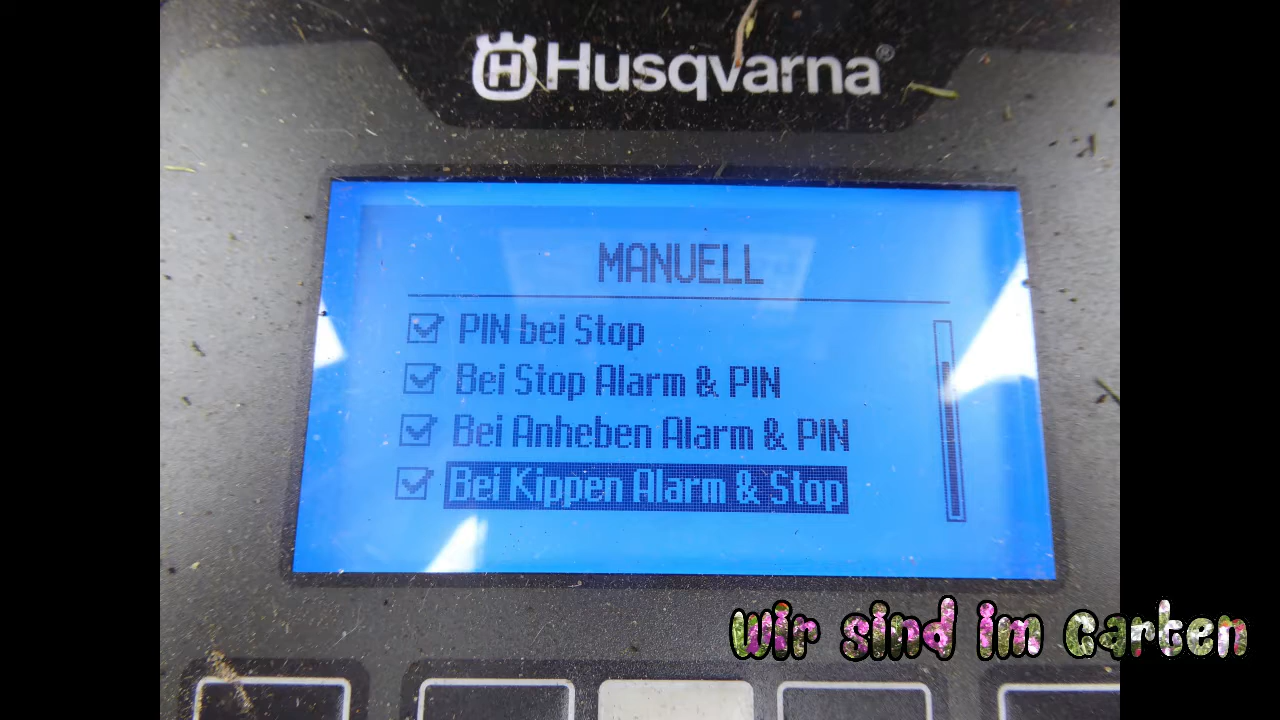 Husqvarna®
MANUELL
PIN bei Stop
Bei Stop Alarm & PIN
Bei Anheben Alarm & PIN
Bei Kippen Alarm & Stop
Wir sind im Garten